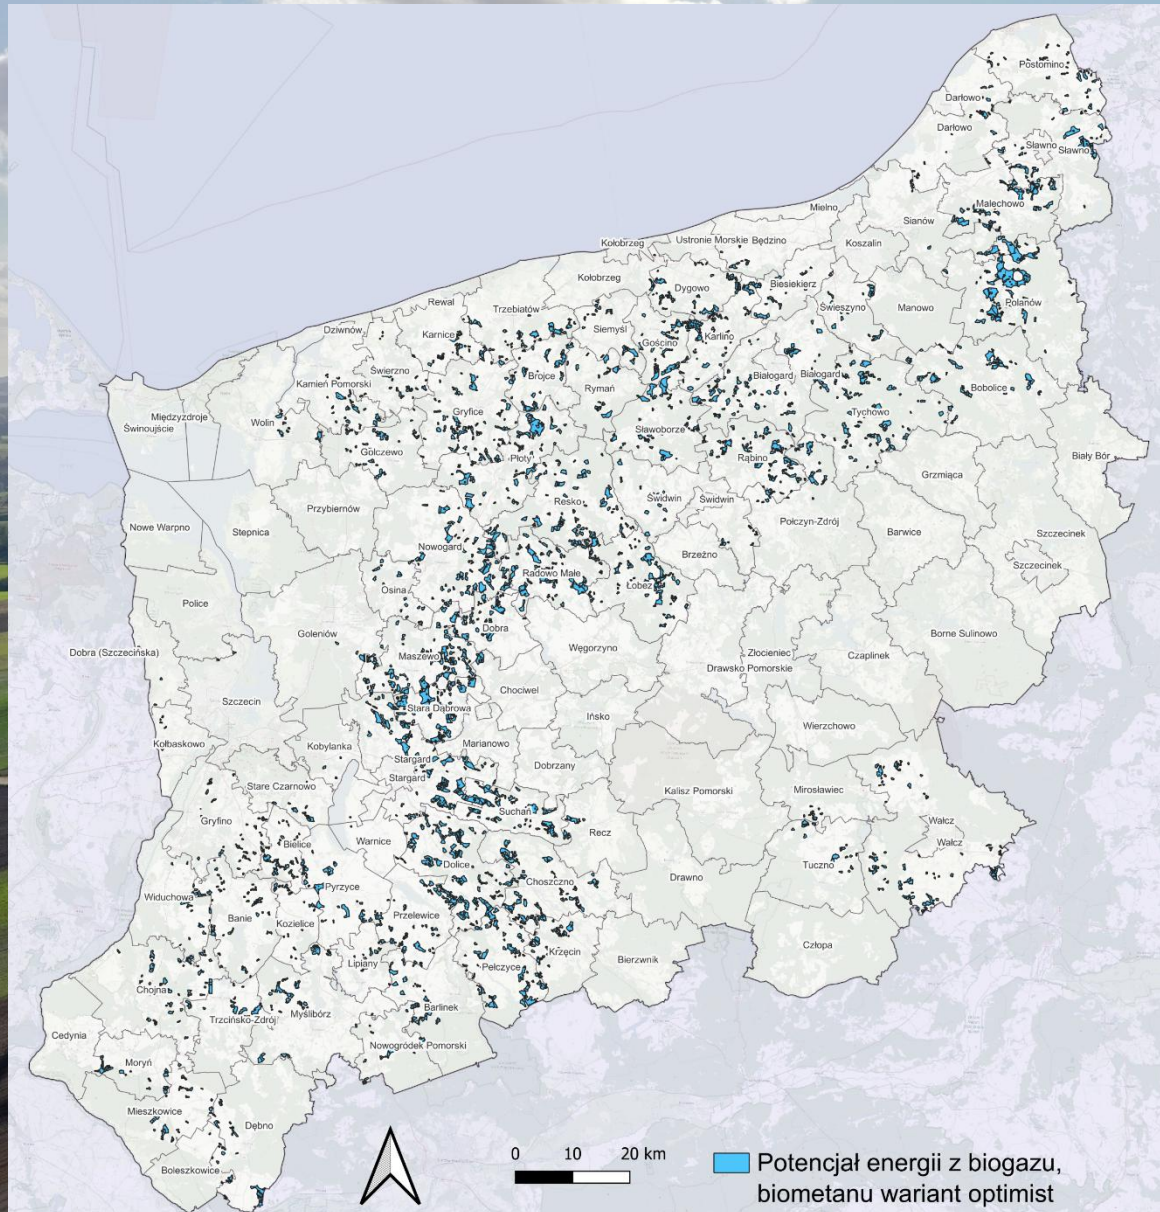 Postomino
Darłowo
Darłowo
Sławno
Sławno
Malechowo
Mielno
Sianów
Kołobrzeg
Ustronie Morskie
Będzino
Koszalin
Kołobrzeg
Dygowo
Biesiekierz
Polanów
Rewal
Trzebiatów
Siemyśl
Świeszyno
Manowo
Dziwnów
Karnice
Gościno
Karlino
Świerzno
Brojce
Rymań
Białogard
Białogard
Bobolice
Kamień Pomorski
Międzyzdroje
Świnoujście
Wolin
Gryfice
Sławoborze
Tychowo
Golczewo
Płoty
Rąbino
Biały Bór
Grzmiąca
Przybiernów
Resko
Świdwin
Świdwin
Połczyn-Zdrój
Nowe Warpno
Stepnica
Barwice
Szczecinek
Nowogard
Brzeżno
Szczecinek
Radowo Małe
Łobez
Osina
Police
Goleniów
Dobra
Borne Sulinowo
Dobra (Szczecińska)
Maszewo
Węgorzyno
Złocieniec
Czaplinek
Drawsko Pomorskie
Chociwel
Szczecin
Stara Dąbrowa
Ińsko
Wierzchowo
Kołbaskowo
Kobylanka
Marianowo
Stargard
Dobrzany
Stargard
Stare Czarnowo
Kalisz Pomorski
Mirosławiec
Suchań
Gryfino
Recz
Wałcz
Bielice
Warnice
Wałcz
Dolice
Tuczno
Drawno
Choszczno
Pyrzyce
Widuchowa
Banie
Kozielice
Przelewice
Człopa
Krzęcin
Bierzwnik
Lipiany
Pełczyce
Chojna
Barlinek
Myślibórz
Trzcińsko-Zdrój
Cedynia
Nowogródek Pomorski
Moryń
Mieszkowice
Dębno
Boleszkowice
0 10 20 km
Potencjał energii z biogazu,
biometanu wariant optimist